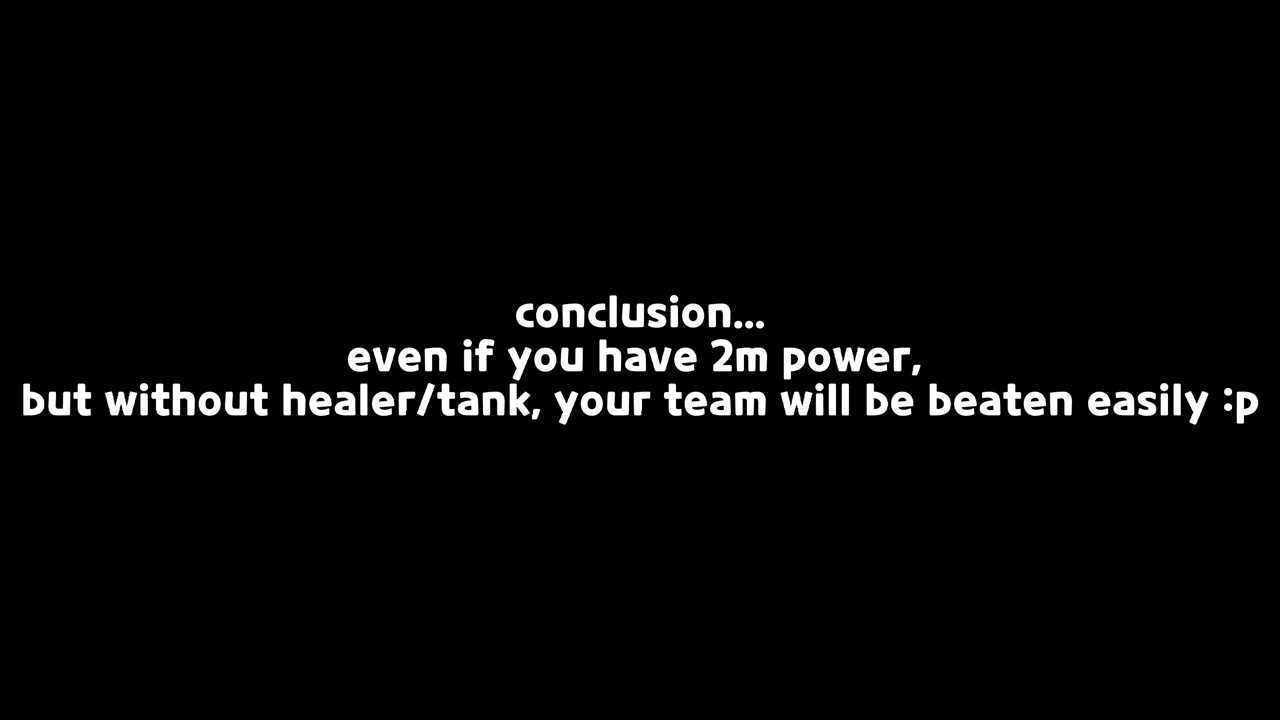 conclusion...
even if you have 2m power,
but without healer/tank, your team will be beaten easily :p